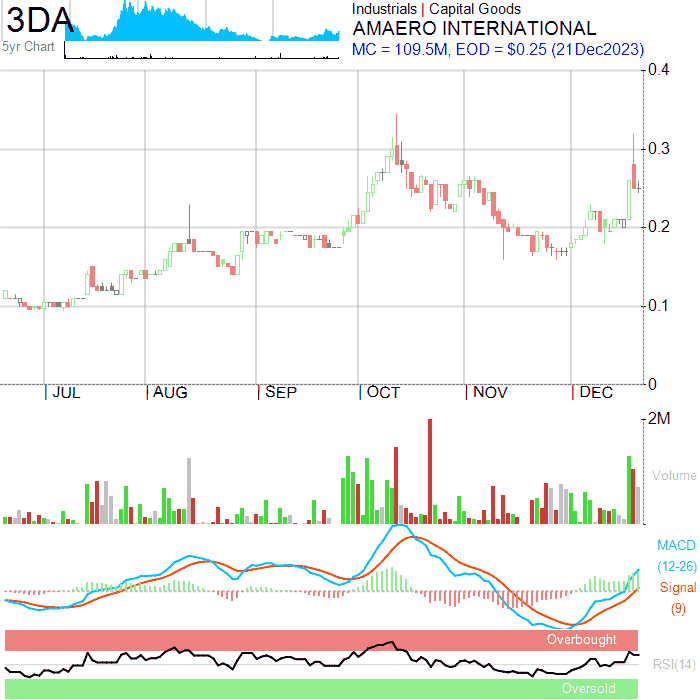 3DA
5yr Chart
Industrials | Capital Goods
AMAERO INTERNATIONAL
MC = 109.5M, EOD = $0.25 (21Dec2023)
0.4
0.3
0.2
0.1
0
JUL AUG SEP OCT NOV DEC
2M
Volume
MACD
(12-26)
Signal
(9)
Overbought
RSI(14)
Oversold